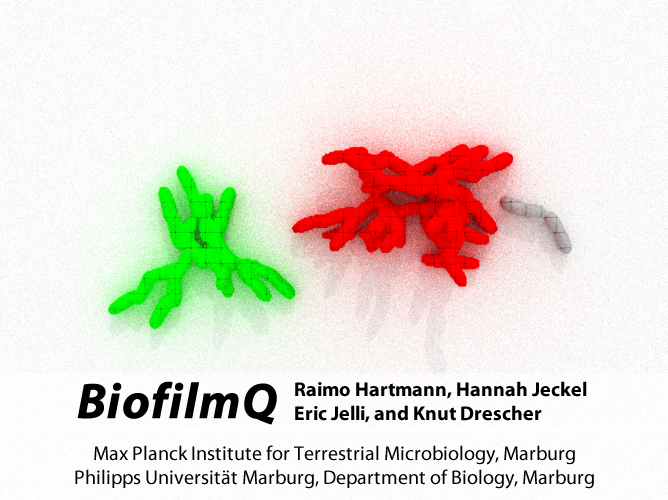 BiofilmQ
Raimo Hartmann, Hannah Jeckel
Eric Jelli, and Knut Drescher
Max Planck Institute for Terrestrial Microbiology, Marburg
Philipps Universität Marburg, Department of Biology, Marburg